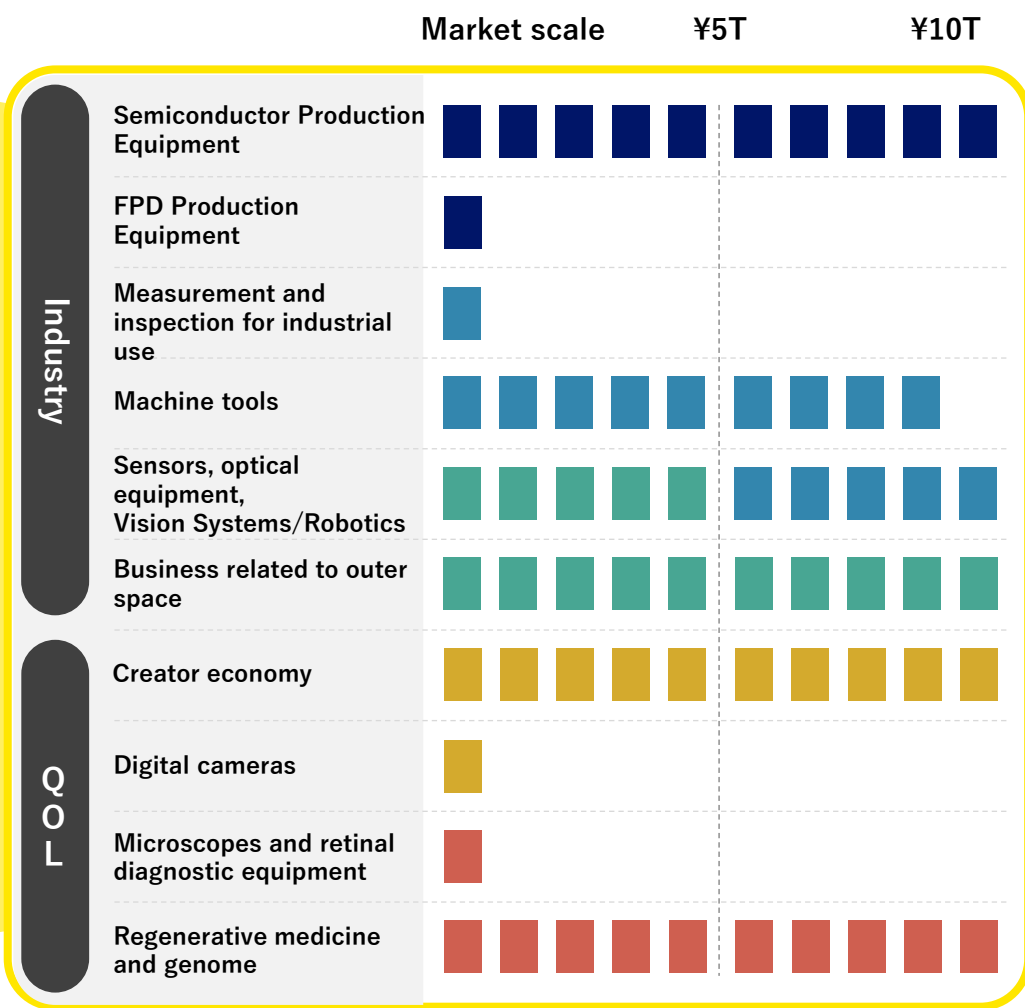 Market scale ¥5T ¥10T
Industry
Semiconductor Production
Equipment
FPD Production
Equipment
Measurement and
inspection for industrial
use
Machine tools
Sensors, optical
equipment,
Vision Systems/Robotics
Business related to outer
space
QOL
Creator economy
Digital cameras
Microscopes and retinal
diagnostic equipment
Regenerative medicine
and genome